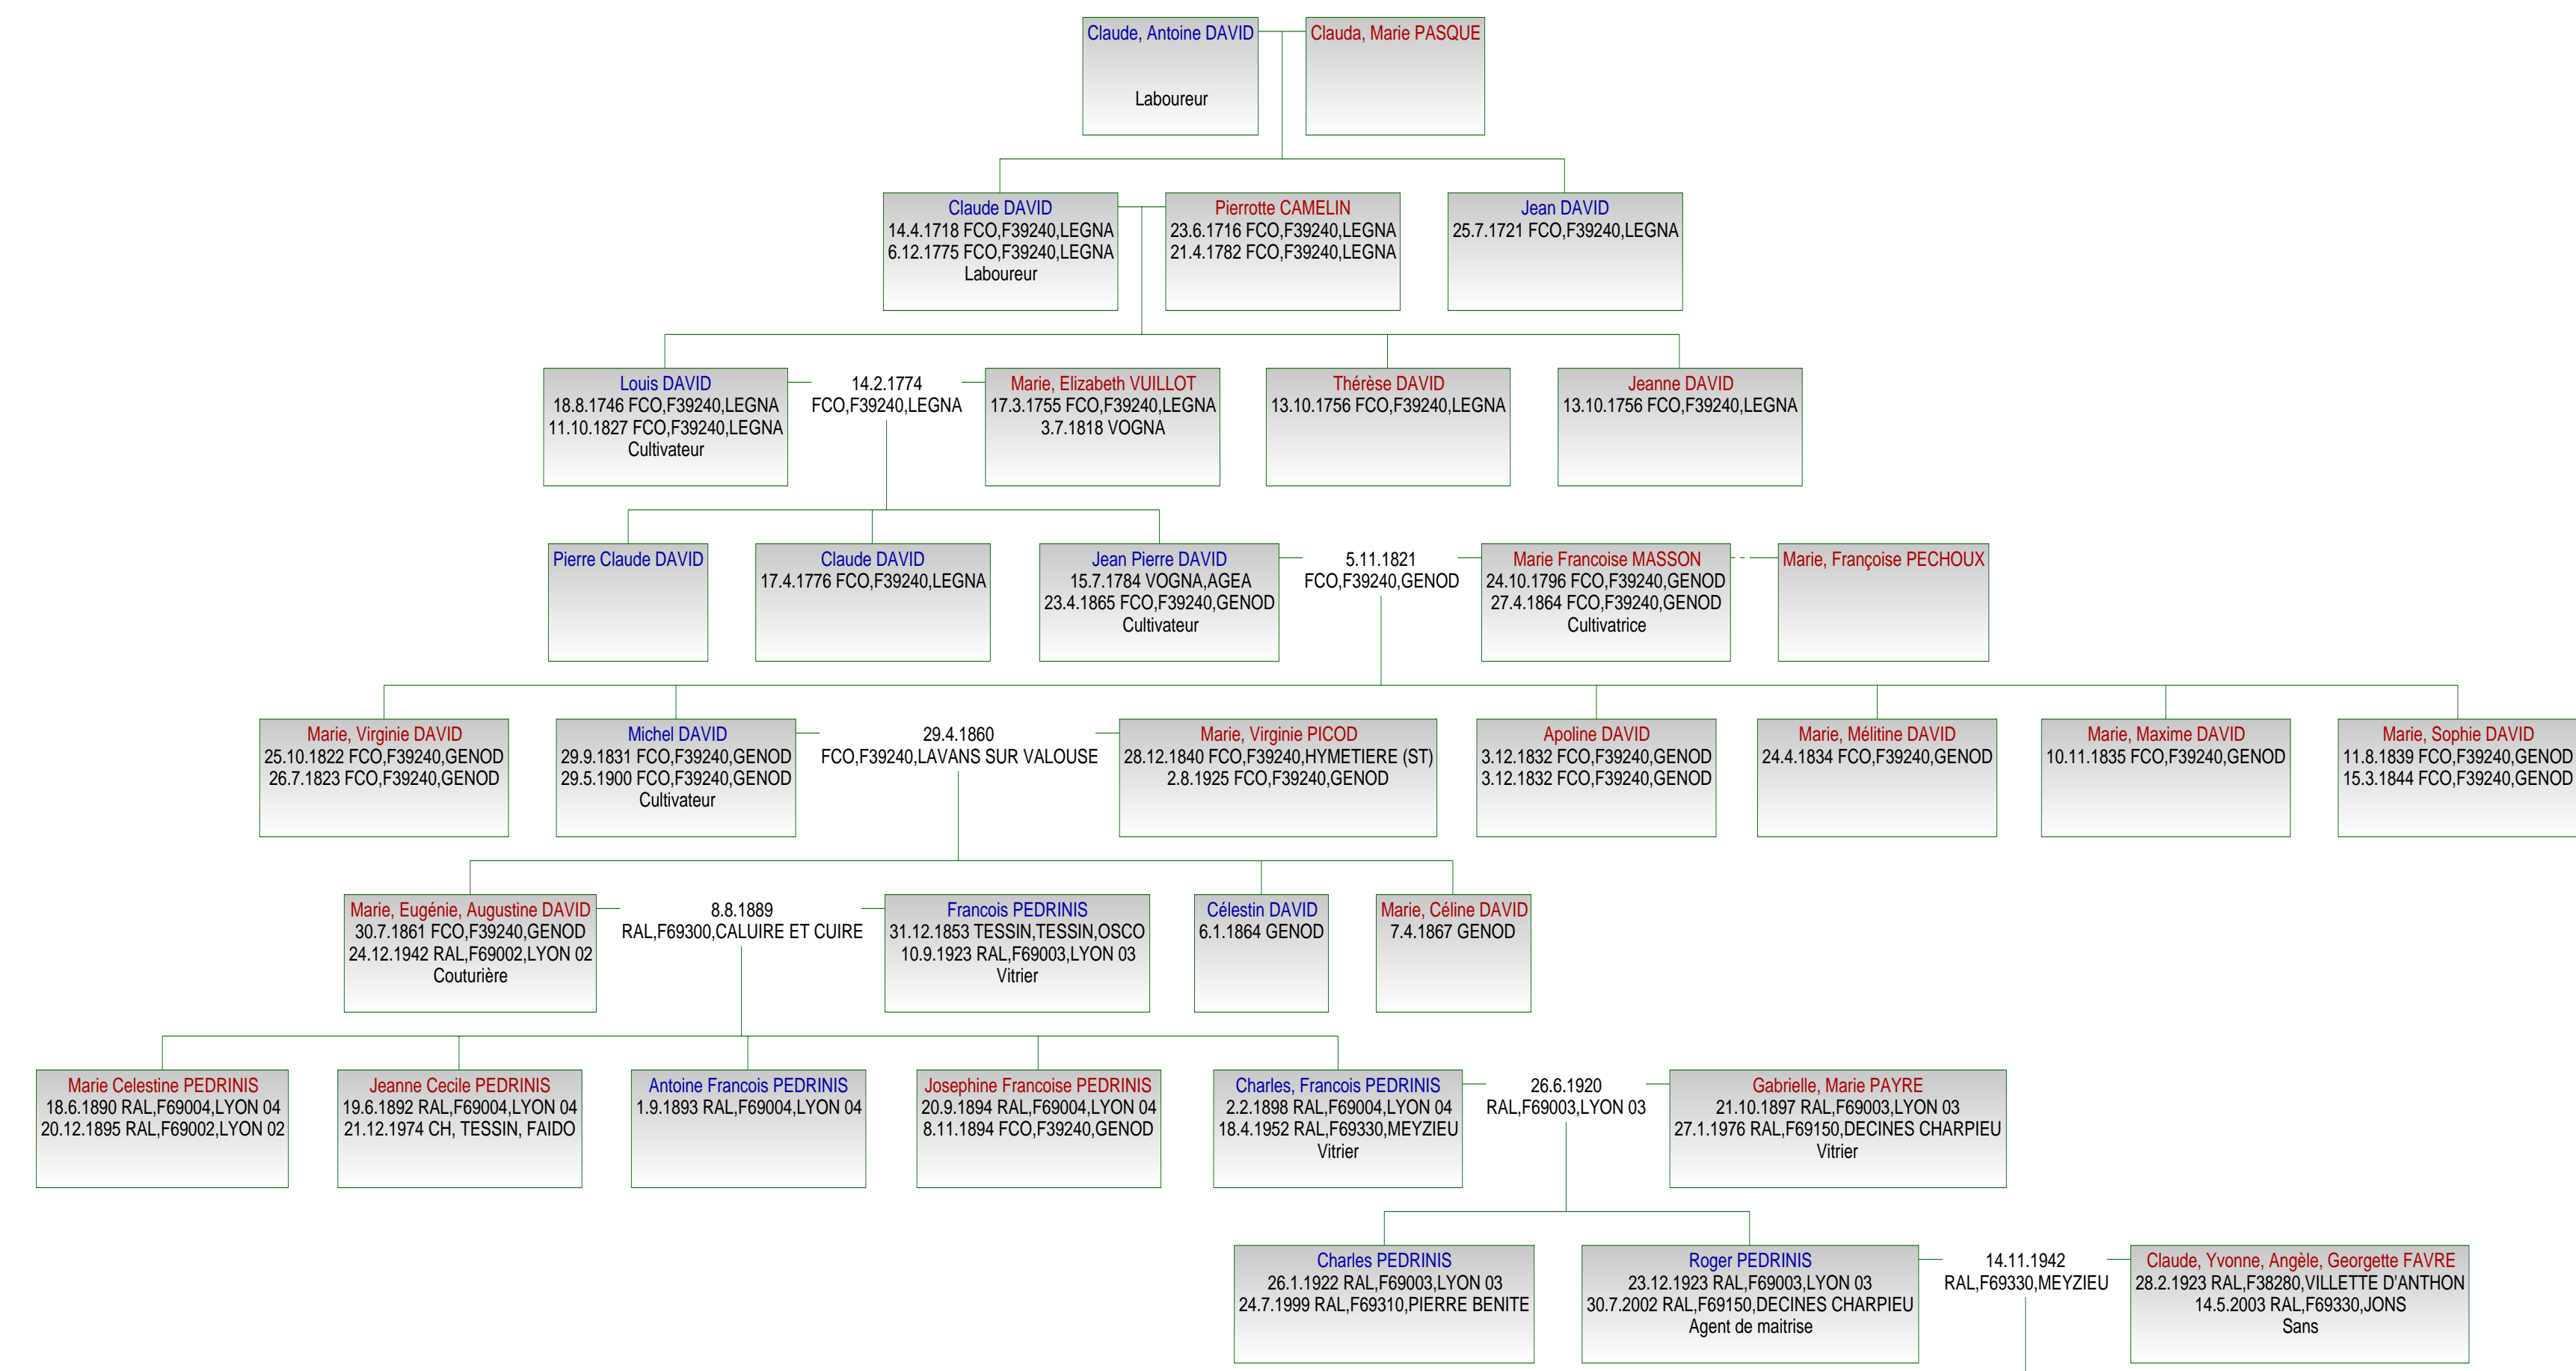 Claude, Antoine DAVID
Laboureur
Clauda, Marie PASQUE
Claude DAVID
14.4.1718 FCO,F39240,LEGNA
6.12.1775 FCO,F39240,LEGNA
Laboureur
Pierrotte CAMELIN
23.6.1716 FCO,F39240,LEGNA
21.4.1782 FCO,F39240,LEGNA
Jean DAVID
25.7.1721 FCO,F39240,LEGNA
Louis DAVID
18.8.1746 FCO,F39240,LEGNA
11.10.1827 FCO,F39240,LEGNA
Cultivateur
14.2.1774
FCO,F39240,LEGNA
Marie, Elizabeth VUILLOT
17.3.1755 FCO,F39240,LEGNA
3.7.1818 VOGNA
Thérèse DAVID
13.10.1756 FCO,F39240,LEGNA
Jeanne DAVID
13.10.1756 FCO,F39240,LEGNA
Pierre Claude DAVID
Claude DAVID
17.4.1776 FCO,F39240,LEGNA
Jean Pierre DAVID
15.7.1784 VOGNA,AGEA
23.4.1865 FCO,F39240,GENOD
Cultivateur
5.11.1821
FCO,F39240,GENOD
Marie Francoise MASSON
24.10.1796 FCO,F39240,GENOD
27.4.1864 FCO,F39240,GENOD
Cultivatrice
Marie, Françoise PECHOUX
Marie, Virginie DAVID
25.10.1822 FCO,F39240,GENOD
26.7.1823 FCO,F39240,GENOD
Michel DAVID
29.9.1831 FCO,F39240,GENOD
29.5.1900 FCO,F39240,GENOD
Cultivateur
29.4.1860
FCO,F39240,LAVANS SUR VALOUSE
Marie, Virginie PICOD
28.12.1840 FCO,F39240,HYMETIERE (ST)
2.8.1925 FCO,F39240,GENOD
Apoline DAVID
3.12.1832 FCO,F39240,GENOD
3.12.1832 FCO,F39240,GENOD
Marie, Mélitine DAVID
24.4.1834 FCO,F39240,GENOD
Marie, Maxime DAVID
10.11.1835 FCO,F39240,GENOD
Marie, Sophie DAVID
11.8.1839 FCO,F39240,GENOD
15.3.1844 FCO,F39240,GENOD
Marie, Eugénie, Augustine DAVID
30.7.1861 FCO,F39240,GENOD
24.12.1942 RAL,F69002,LYON 02
Couturière
8.8.1889
RAL,F69300,CALUIRE ET CUIRE
Francois PEDRINIS
31.12.1853 TESSIN,TESSIN,OSCO
10.9.1923 RAL,F69003,LYON 03
Vitrier
Célestin DAVID
6.1.1864 GENOD
Marie, Céline DAVID
7.4.1867 GENOD
Marie Celestine PEDRINIS
18.6.1890 RAL,F69004,LYON 04
20.12.1895 RAL,F69002,LYON 02
Jeanne Cecile PEDRINIS
19.6.1892 RAL,F69004,LYON 04
21.12.1974 CH, TESSIN, FAIDO
Antoine Francois PEDRINIS
1.9.1893 RAL,F69004,LYON 04
Josephine Francoise PEDRINIS
20.9.1894 RAL,F69004,LYON 04
8.11.1894 FCO,F39240,GENOD
Charles, Francois PEDRINIS
2.2.1898 RAL,F69004,LYON 04
18.4.1952 RAL,F69330,MEYZIEU
Vitrier
26.6.1920
RAL,F69003,LYON 03
Gabrielle, Marie PAYRE
21.10.1897 RAL,F69003,LYON 03
27.1.1976 RAL,F69150,DECINES CHARPIEU
Vitrier
Charles PEDRINIS
26.1.1922 RAL,F69003,LYON 03
24.7.1999 RAL,F69310,PIERRE BENITE
Roger PEDRINIS
23.12.1923 RAL,F69003,LYON 03
30.7.2002 RAL,F69150,DECINES CHARPIEU
Agent de maitrise
14.11.1942
RAL,F69330,MEYZIEU
Claude, Yvonne, Angèle, Georgette FAVRE
28.2.1923 RAL,F38280,VILLETTE D'ANTHON
14.5.2003 RAL,F69330,JONS
Sans